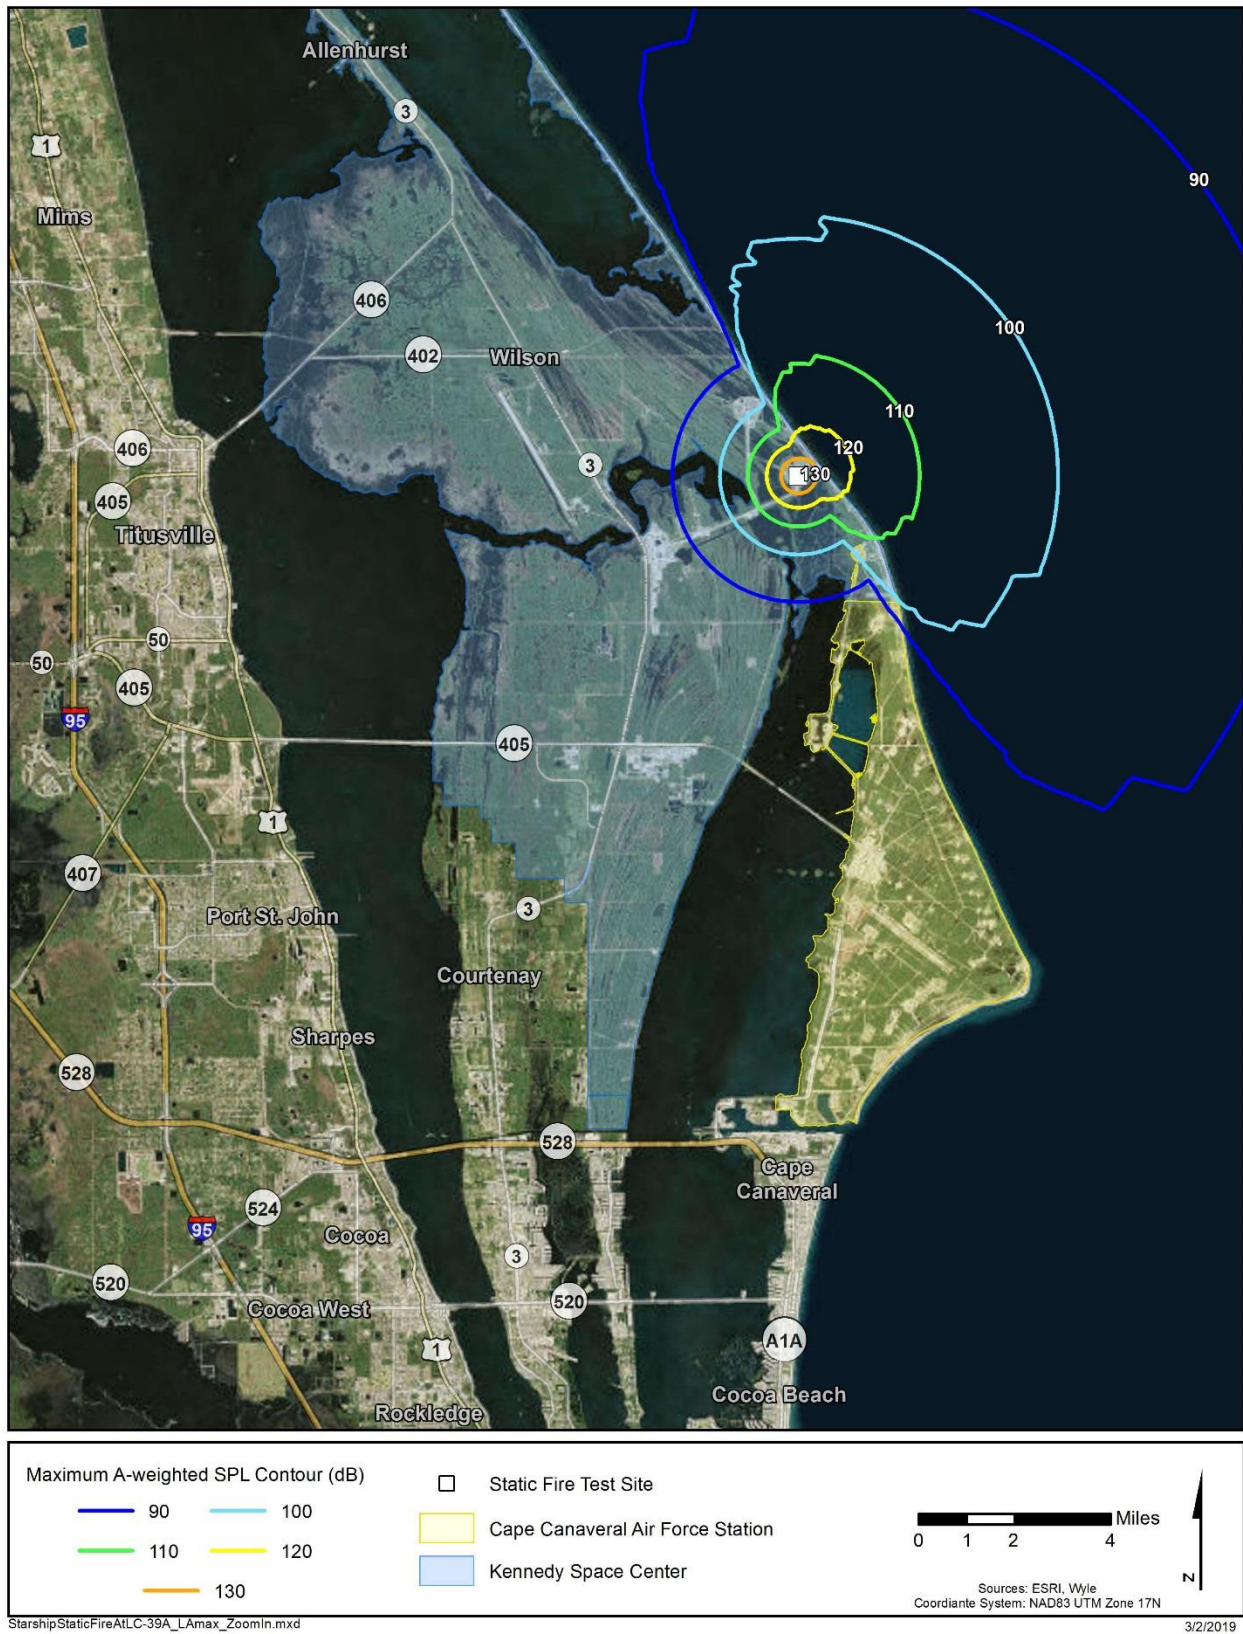 Allenhurst
3
1
Mims
90
406
100
402
Wilson
110
406
120
3
130
405
Titusville
50
50
405
95
405
1
407
3
Port St. John
Courtenay
Sharpes
528
528
Cape
Canaveral
524
95
Cocoa
3
520
520
Cocoa West
A1A
1
Cocoa Beach
Rockledge
Maximum A-weighted SPL Contour (dB)
90
100
110
120
130
Static Fire Test Site
Cape Canaveral Air Force Station
Kennedy Space Center
Miles
0 1 2 4
N
Sources: ESRI, Wyle
Coordiante System: NAD83 UTM Zone 17N
StarshipStaticFireAtLC-39A_LAmax_ZoomIn.mxd
3/2/2019